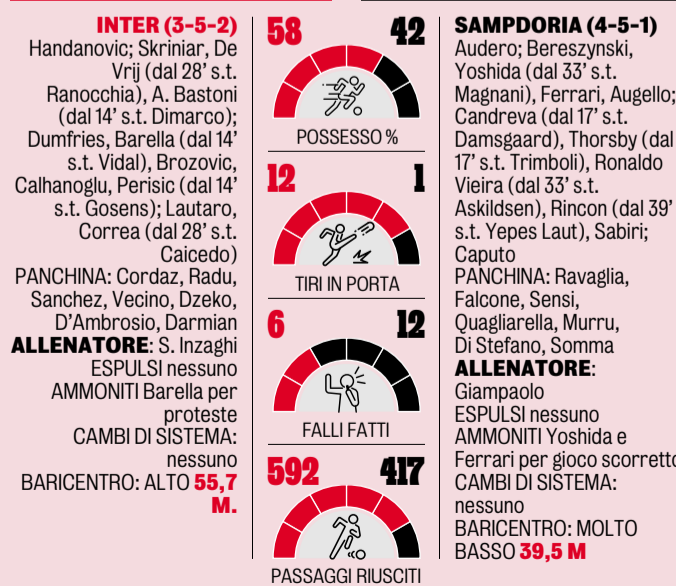 INTER (3-5-2)
Handanovic; Skriniar, De
Vrij (dal 28' s.t.
Ranocchia), A. Bastoni
(dal 14' s.t. Dimarco);
Dumfries, Barella (dal 14'
s.t. Vidal), Brozovic,
Calhanoglu, Perisic (dal 14'
s.t. Gosens); Lautaro,
Correa (dal 28' s.t.
Caicedo)
PANCHINA: Cordaz, Radu,
Sanchez, Vecino, Dzeko,
D'Ambrosio, Darmian
ALLENATORE: S. Inzaghi
ESPULSI nessuno
AMMONITI Barella per
proteste
CAMBI DI SISTEMA:
nessuno
BARICENTRO: ALTO 55,7
M.
58 42
POSSESSO %
12 1
TIRI IN PORTA
6 12
FALLI FATTI
592 417
PASSAGGI RIUSCITI
SAMPDORIA (4-5-1)
Audero; Bereszynski,
Yoshida (dal 33' s.t.
Magnani), Ferrari, Augello;
Candreva (dal 17' s.t.
Damsgaard), Thorsby (dal
17' s.t. Trimboli), Ronaldo
Vieira (dal 33' s.t.
Askildsen), Rincon (dal 39'
s.t. Yepes Laut), Sabiri;
Caputo
PANCHINA: Ravaglia,
Falcone, Sensi,
Quagliarella, Murru,
Di Stefano, Somma
ALLENATORE:
Giampaolo
ESPULSI nessuno
AMMONITI Yoshida e
Ferrari per gioco scorretto
CAMBI DI SISTEMA:
nessuno
BARICENTRO: MOLTO
BASSO 39,5 M